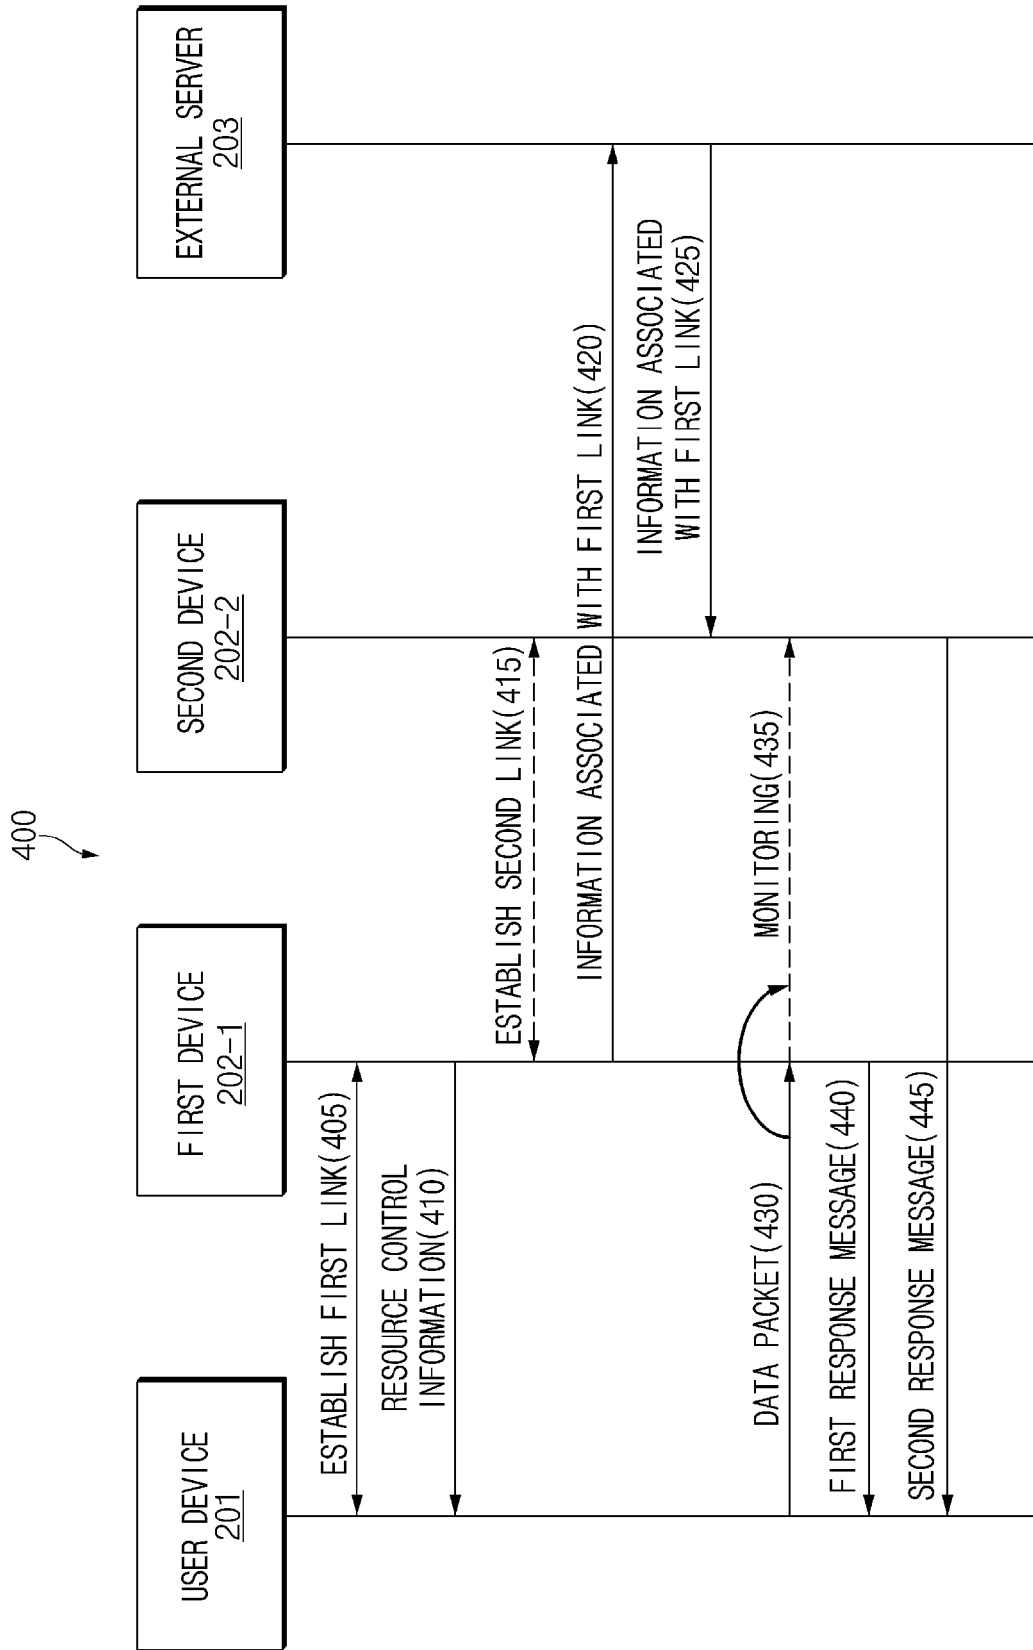 400
USER DEVICE
201
FIRST DEVICE
202-1
SECOND DEVICE
202-2
EXTERNAL SERVER
203
ESTABLISH FIRST LINK(405)
RESOURCE CONTROL
INFORMATION(410)
ESTABLISH SECOND LINK(415)
INFORMATION ASSOCIATED WITH FIRST LINK(420)
INFORMATION ASSOCIATED
WITH FIRST LINK(425)
DATA PACKET(430)
MONITORING(435)
FIRST RESPONSE MESSAGE(440)
SECOND RESPONSE MESSAGE(445)